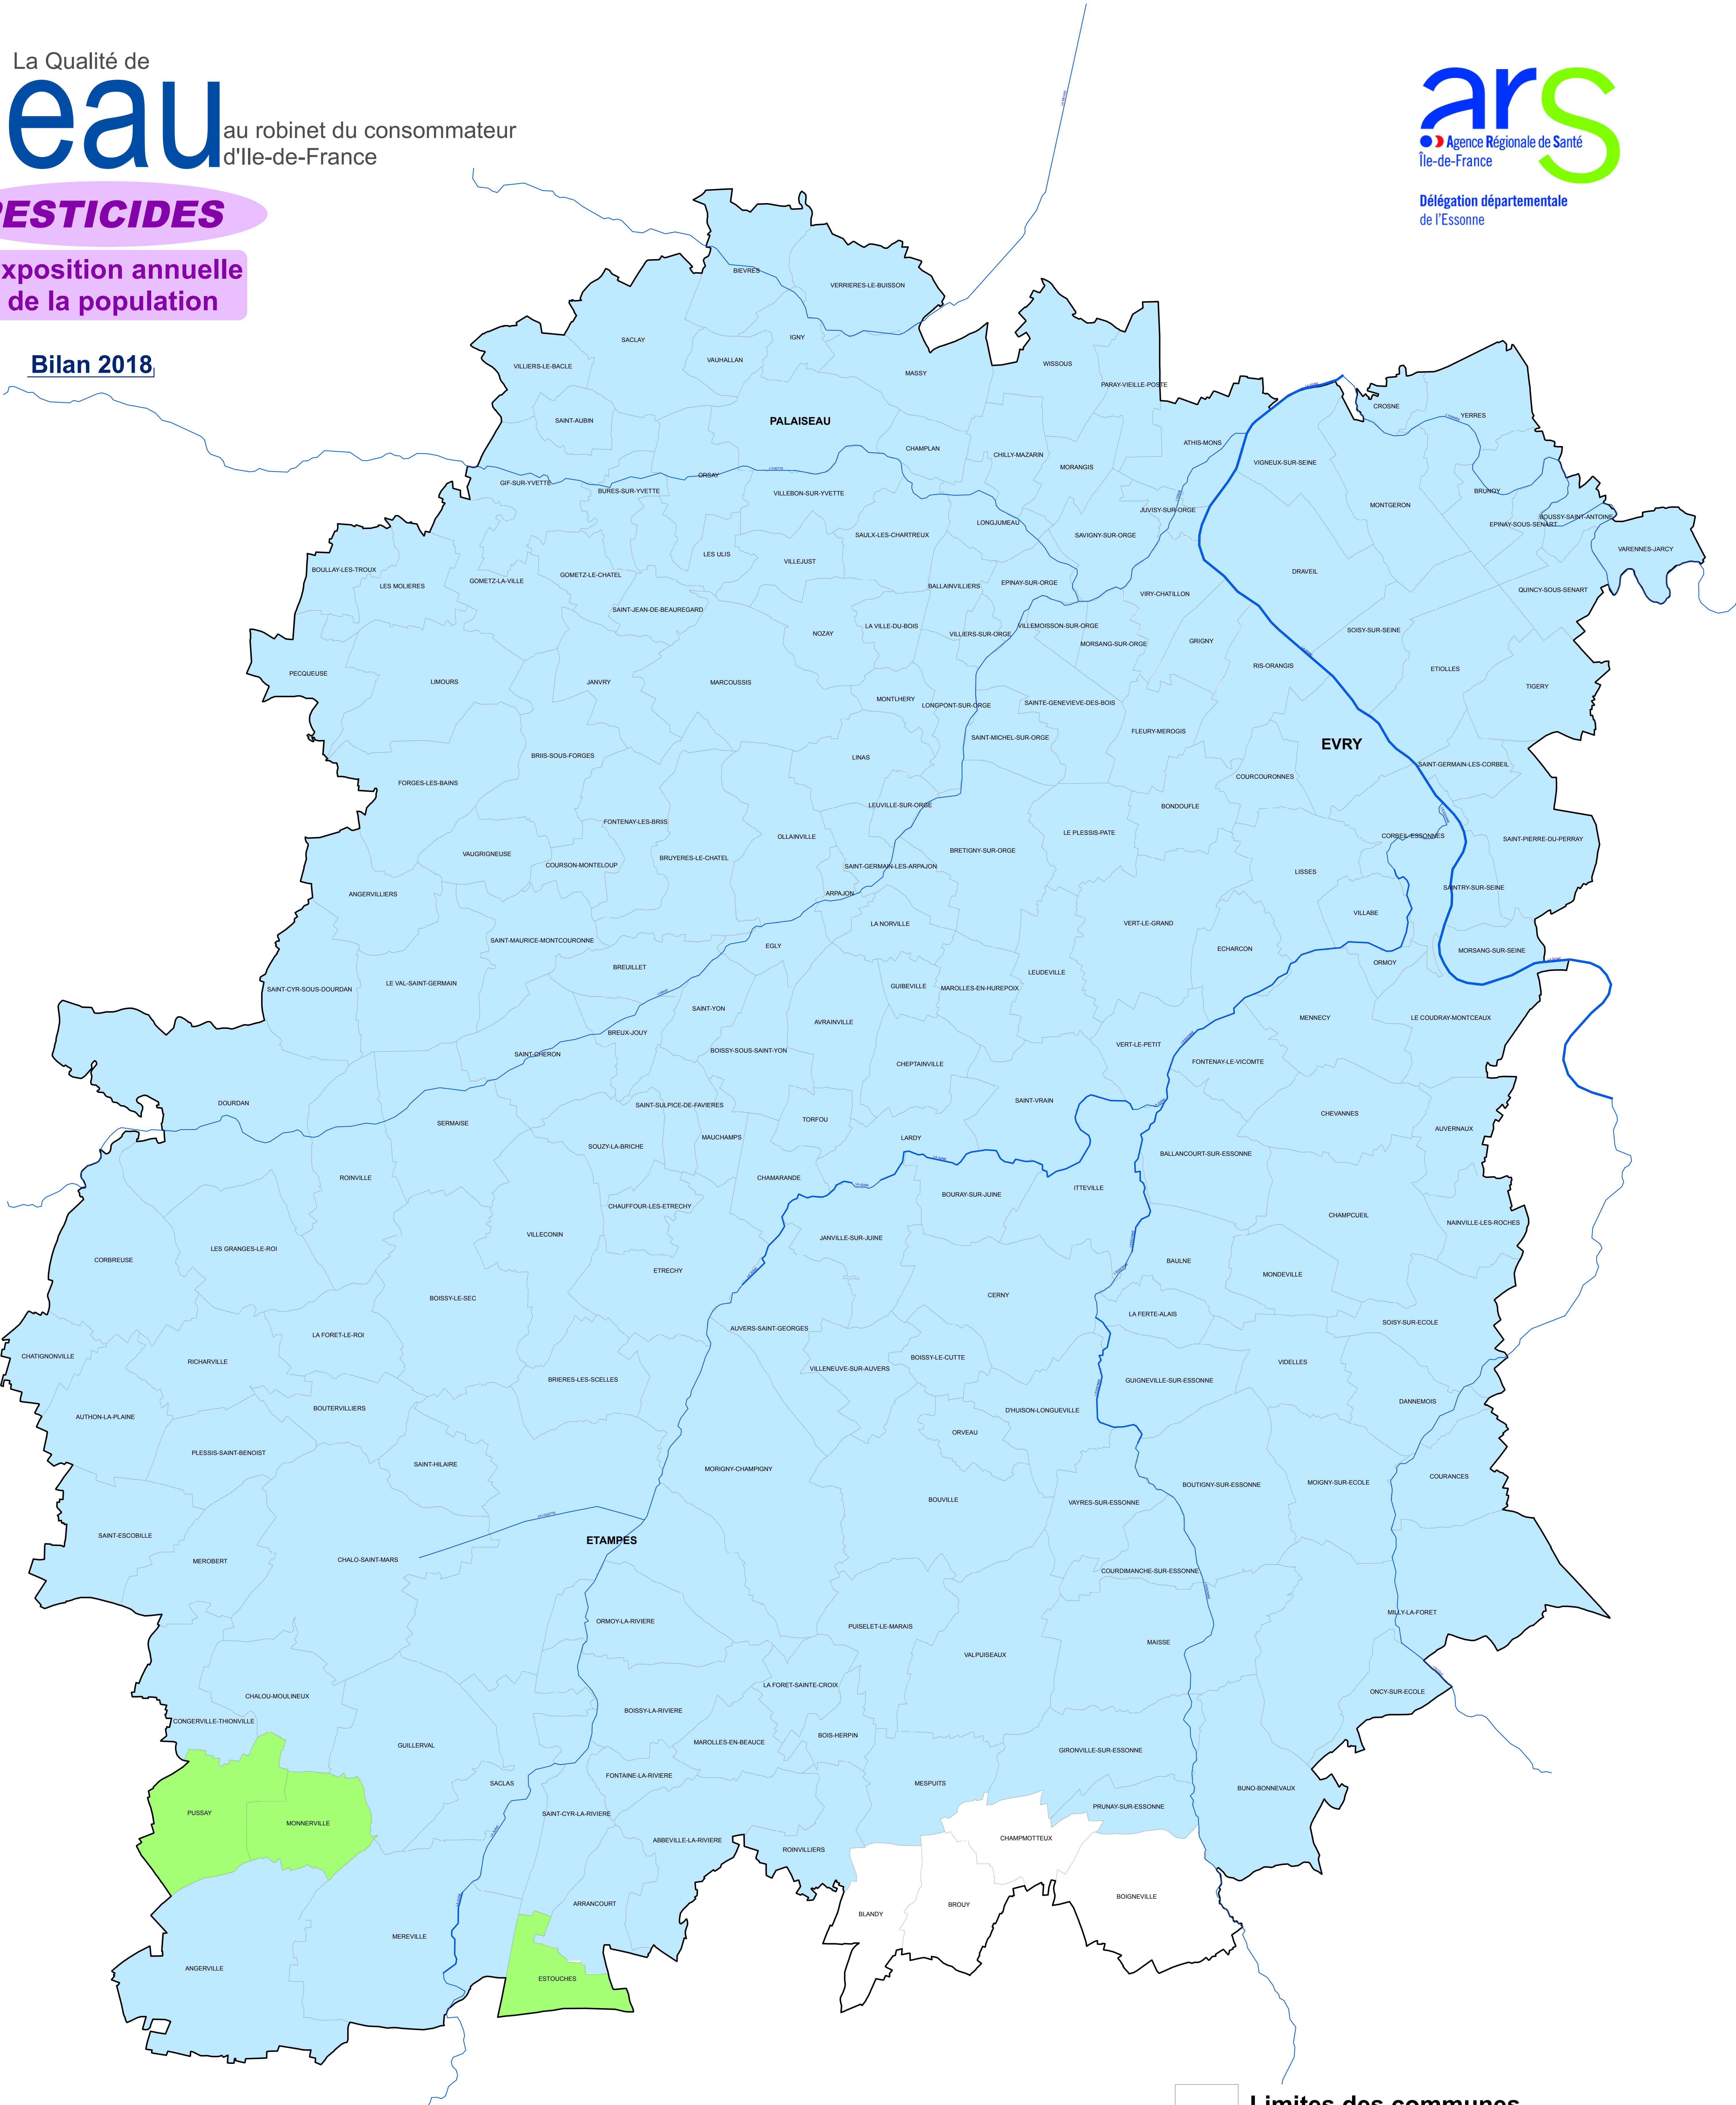 La Qualité de
eau
au robinet du consommateur
d'Ile-de-France
PESTICIDES
xposition annuelle
de la population
Bilan 2018
ars
Agence Régionale de Santé
Île-de-France
Délégation départementale
de l'Essonne
BIEVRES
VERRIERES-LE-BUISSON
SACLAY
IGNY
VAUHALLAN
VILLIERS-LE-BACLE
MASSY
WISSOUS
PARAY-VIEILLE-POSTE
CROSNE
YERRES
SAINT-AUBIN
PALAISEAU
CHAMPLAN
CHILLY-MAZARIN
MORANGIS
ATHIS-MONS
VIGNEUX-SUR-SEINE
GIF-SUR-YVETTE
BURES-SUR-YVETTE
ORSAY
VILLEBON-SUR-YVETTE
MONTGERON
BRUNOY
LONGJUMEAU
JUVISY-SUR-ORGE
BOUSSY-SAINT-ANTOINE
EPINAY-SOUS-SENART
SAULX-LES-CHARTREUX
SAVIGNY-SUR-ORGE
VARENNES-JARCY
LES ULIS
VILLEJUST
BOULLAY-LES-TROUX
LES MOLIERES
GOMETZ-LA-VILLE
GOMETZ-LE-CHATEL
BALLAINVILLIERS
EPINAY-SUR-ORGE
DRAVEIL
VIRY-CHATILLON
QUINCY-SOUS-SENART
SAINT-JEAN-DE-BEAUREGARD
NOZAY
LA VILLE-DU-BOIS
VILLIERS-SUR-ORGE
VILLEMOISSON-SUR-ORGE
MORSANG-SUR-ORGE
GRIGNY
SOISY-SUR-SEINE
RIS-ORANGIS
ETIOLLES
TIGERY
PECQUEUSE
LIMOURS
JANVRY
MARCOUSSIS
MONTLHERY
LONGPONT-SUR-ORGE
SAINTE-GENEVIEVE-DES-BOIS
SAINT-MICHEL-SUR-ORGE
FLEURY-MEROGIS
EVRY
BRIIS-SOUS-FORGES
LINAS
SAINT-GERMAIN-LES-CORBEIL
COURCOURONNES
FORGES-LES-BAINS
LEUVILLE-SUR-ORGE
BONDOUFLE
FONTENAY-LES-BRIIS
OLLAINVILLE
LE PLESSIS-PATE
CORBEIL-ESSONNES
SAINT-PIERRE-DU-PERRAY
VAUGRIGNEUSE
COURSON-MONTELOUP
BRUYERES-LE-CHATEL
SAINT-GERMAIN-LES-ARPAJON
BRETIGNY-SUR-ORGE
LISSES
ANGERVILLIERS
ARPAJON
SAINTRY-SUR-SEINE
VILLABE
LA NORVILLE
VERT-LE-GRAND
SAINT-MAURICE-MONTCOURONNE
EGLY
ECHARCON
MORSANG-SUR-SEINE
BREUILLET
ORMOY
LE VAL-SAINT-GERMAIN
SAINT-CYR-SOUS-DOURDAN
LEUDEVILLE
GUIBEVILLE
MAROLLES-EN-HUREPOIX
SAINT-YON
AVRAINVILLE
MENNECY
LE COUDRAY-MONTCEAUX
BREUX-JOUY
SAINT-CHERON
BOISSY-SOUS-SAINT-YON
VERT-LE-PETIT
CHEPTAINVILLE
FONTENAY-LE-VICOMTE
DOURDAN
SERMAISE
SAINT-SULPICE-DE-FAVIERES
SAINT-VRAIN
CHEVANNES
TORFOU
AUVERNAUX
MAUCHAMPS
LARDY
SOUZY-LA-BRICHE
BALLANCOURT-SUR-ESSONNE
ROINVILLE
CHAMARANDE
ITTEVILLE
BOURAY-SUR-JUINE
CHAUFFOUR-LES-ETRECHY
CHAMPCUEIL
NAINVILLE-LES-ROCHES
VILLECONIN
JANVILLE-SUR-JUINE
LES GRANGES-LE-ROI
CORBREUSE
BAULNE
ETRECHY
MONDEVILLE
BOISSY-LE-SEC
CERNY
LA FERTE-ALAIS
SOISY-SUR-ECOLE
LA FORET-LE-ROI
AUVERS-SAINT-GEORGES
CHATIGNONVILLE
RICHARVILLE
BOISSY-LE-CUTTE
VILLENEUVE-SUR-AUVERS
VIDELLES
BRIERES-LES-SCELLES
GUIGNEVILLE-SUR-ESSONNE
DANNEMOIS
BOUTERVILLIERS
D'HUISON-LONGUEVILLE
AUTHON-LA-PLAINE
ORVEAU
PLESSIS-SAINT-BENOIST
SAINT-HILAIRE
MORIGNY-CHAMPIGNY
COURANCES
MOIGNY-SUR-ECOLE
BOUTIGNY-SUR-ESSONNE
BOUVILLE
VAYRES-SUR-ESSONNE
SAINT-ESCOBILLE
ETAMPES
MEROBERT
CHALO-SAINT-MARS
COURDIMANCHE-SUR-ESSONNE
MILLY-LA-FORET
ORMOY-LA-RIVIERE
PUISELET-LE-MARAIS
MAISSE
VALPUISEAUX
LA FORET-SAINTE-CROIX
ONCY-SUR-ECOLE
CHALOU-MOULINEUX
BOISSY-LA-RIVIERE
CONGERVILLE-THIONVILLE
BOIS-HERPIN
MAROLLES-EN-BEAUCE
GUILLERVAL
GIRONVILLE-SUR-ESSONNE
FONTAINE-LA-RIVIERE
SACLAS
MESPUITS
BUNO-BONNEVAUX
PRUNAY-SUR-ESSONNE
PUSSAY
SAINT-CYR-LA-RIVIERE
MONNERVILLE
CHAMPMOTTEUX
ABBEVILLE-LA-RIVIERE
ROINVILLIERS
BOIGNEVILLE
ARRANCOURT
BROUY
BLANDY
MEREVILLE
ANGERVILLE
ESTOUCHES
Limites des communes